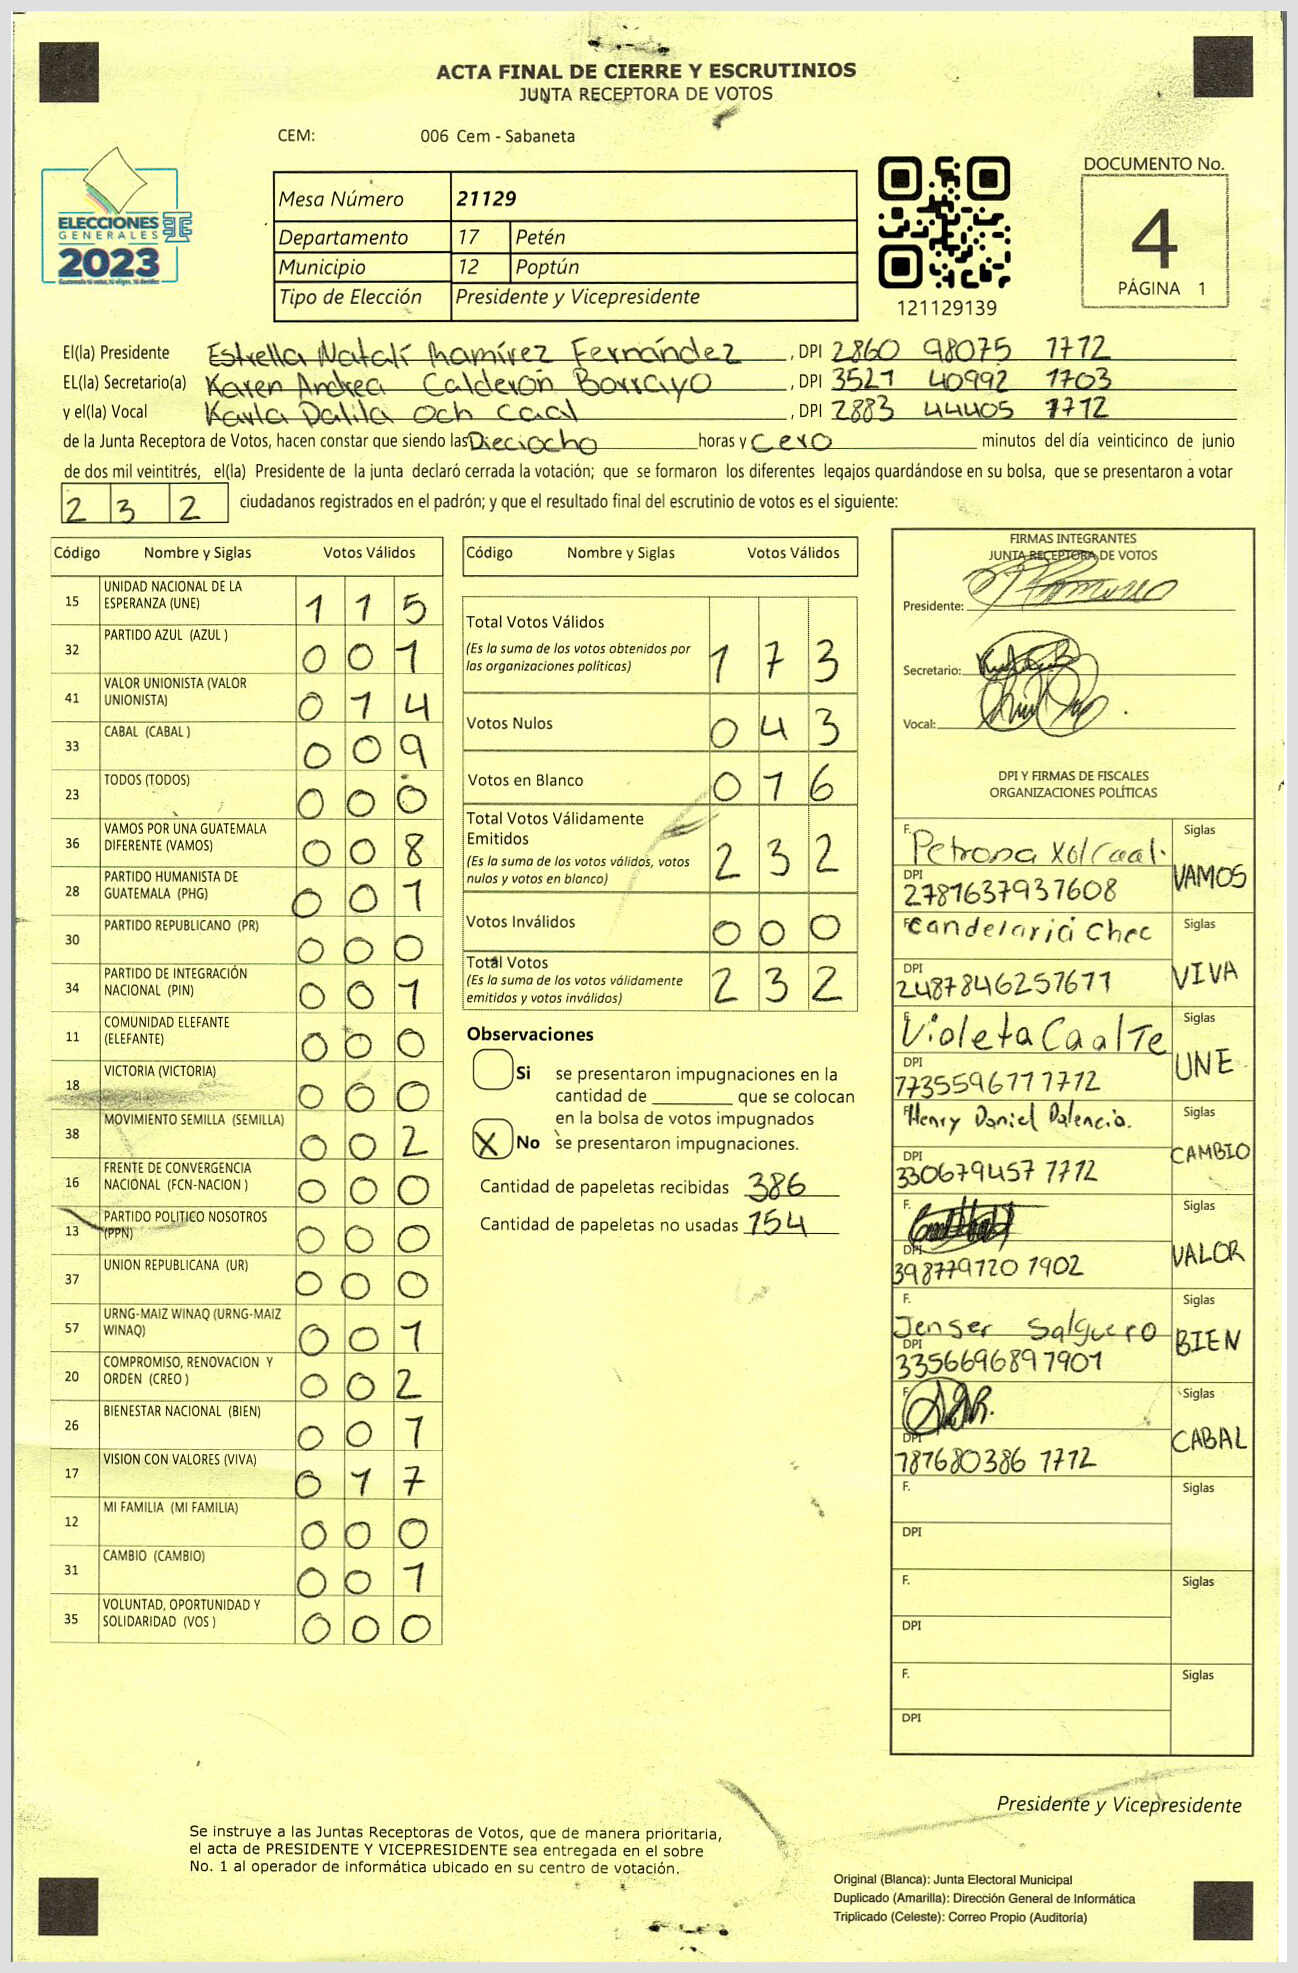 ACTA FINAL DE CIERRE Y ESCRUTINIOS
JUNTA RECEPTORA DE VOTOS
CEM: 006 Cem - Sabaneta
ELECCIONES
GENERALES
2023
Mesa Número 21129
Departamento 17 Petén
Municipio 12 Poptún
Tipo de Elección Presidente y Vicepresidente
121129139
DOCUMENTO No.
4
PÁGINA 1
El(la) Presidente Estrella Natalí Ramírez Fernández, DPI 2860 98075 1712
EL(la) Secretario(a) Karen Andrea Calderón Borrayo, DPI 3521 40992 1703
y el(la) Vocal Karla Dalila Och Caal, DPI 2883 44405 1712
de la Junta Receptora de Votos, hacen constar que siendo las Dieciocho horas y cero minutos del día veinticinco de junio
de dos mil veintitrés, el(la) Presidente de la junta declaró cerrada la votación; que se formaron los diferentes legajos guardándose en su bolsa, que se presentaron a votar
2 3 2 ciudadanos registrados en el padrón; y que el resultado final del escrutinio de votos es el siguiente:
Código Nombre y Siglas Votos Válidos
15 UNIDAD NACIONAL DE LA ESPERANZA (UNE) 1 1 5
32 PARTIDO AZUL (AZUL ) 0 0 1
41 VALOR UNIONISTA (VALOR UNIONISTA) 0 1 4
33 CABAL (CABAL ) 0 0 9
23 TODOS (TODOS) 0 0 0
36 VAMOS POR UNA GUATEMALA DIFERENTE (VAMOS) 0 0 8
28 PARTIDO HUMANISTA DE GUATEMALA (PHG) 0 0 1
30 PARTIDO REPUBLICANO (PR) 0 0 0
34 PARTIDO DE INTEGRACIÓN NACIONAL (PIN) 0 0 1
11 COMUNIDAD ELEFANTE (ELEFANTE) 0 0 0
18 VICTORIA (VICTORIA) 0 0 0
38 MOVIMIENTO SEMILLA (SEMILLA) 0 0 2
16 FRENTE DE CONVERGENCIA NACIONAL (FCN-NACION ) 0 0 0
13 PARTIDO POLITICO NOSOTROS (PPN) 0 0 0
37 UNION REPUBLICANA (UR) 0 0 0
57 URNG-MAIZ WINAQ (URNG-MAIZ WINAQ) 0 0 1
20 COMPROMISO, RENOVACION Y ORDEN (CREO ) 0 0 2
26 BIENESTAR NACIONAL (BIEN) 0 0 1
17 VISION CON VALORES (VIVA) 0 1 7
12 MI FAMILIA (MI FAMILIA) 0 0 0
31 CAMBIO (CAMBIO) 0 0 1
35 VOLUNTAD, OPORTUNIDAD Y SOLIDARIDAD (VOS ) 0 0 0
Código Nombre y Siglas Votos Válidos
Total Votos Válidos
(Es la suma de los votos obtenidos por las organizaciones políticas) 1 7 3
Votos Nulos 0 4 3
Votos en Blanco 0 1 6
Total Votos Válidamente Emitidos
(Es la suma de los votos válidos, votos nulos y votos en blanco) 2 3 2
Votos Inválidos 0 0 0
Total Votos
(Es la suma de los votos válidamente emitidos y votos inválidos) 2 3 2
Observaciones
Si se presentaron impugnaciones en la
cantidad de ________ que se colocan
en la bolsa de votos impugnados
X No se presentaron impugnaciones.
Cantidad de papeletas recibidas 386
Cantidad de papeletas no usadas 154
FIRMAS INTEGRANTES
JUNTA RECEPTORA DE VOTOS
Presidente:
Secretario:
Vocal:
DPI Y FIRMAS DE FISCALES
ORGANIZACIONES POLÍTICAS
F. Petrona Xol Caal. Siglas
DPI 2781637937608 VAMOS
F. Candelaria Chec Siglas
DPI 2487846257671 VIVA
F. Violeta Caal Te Siglas
DPI 7735596771712 UNE
F. Henry Daniel Palencia. Siglas
DPI 330679457 1712 CAMBIO
F. Siglas
DPI 398779120 1902 VALOR
F. Jenser Salguero Siglas
DPI 3356696897901 BIEN
F. Siglas
DPI 787680386 1712 CABAL
F. Siglas
DPI
F. Siglas
DPI
F. Siglas
DPI
Presidente y Vicepresidente
Se instruye a las Juntas Receptoras de Votos, que de manera prioritaria,
el acta de PRESIDENTE Y VICEPRESIDENTE sea entregada en el sobre
No. 1 al operador de informática ubicado en su centro de votación.
Original (Blanca): Junta Electoral Municipal
Duplicado (Amarilla): Dirección General de Informática
Triplicado (Celeste): Correo Propio (Auditoría)